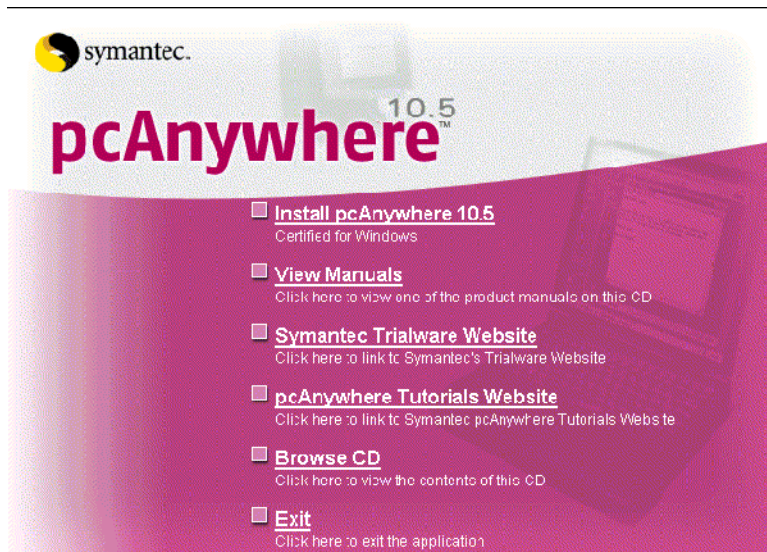 symantec.
10.5
pcAnywhere™
Install pcAnywhere 10.5
Certified for Windows
View Manuals
Click here to view one of the product manuals on this CD
Symantec Trialware Website
Click here to link to Symantec's Trialware Website
pcAnywhere Tutorials Website
Click here to link to Symantec pcAnywhere Tutorials Website
Browse CD
Click here to view the contents of this CD
Exit
Click here to exit the application